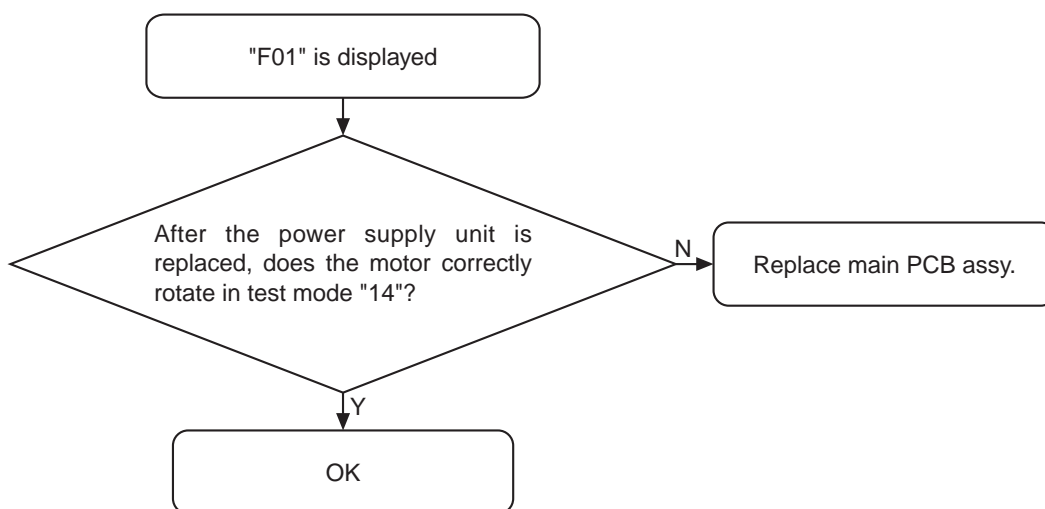 "F01" is displayed
After the power supply unit is
replaced, does the motor correctly
rotate in test mode "14"?
N
Replace main PCB assy.
Y
OK